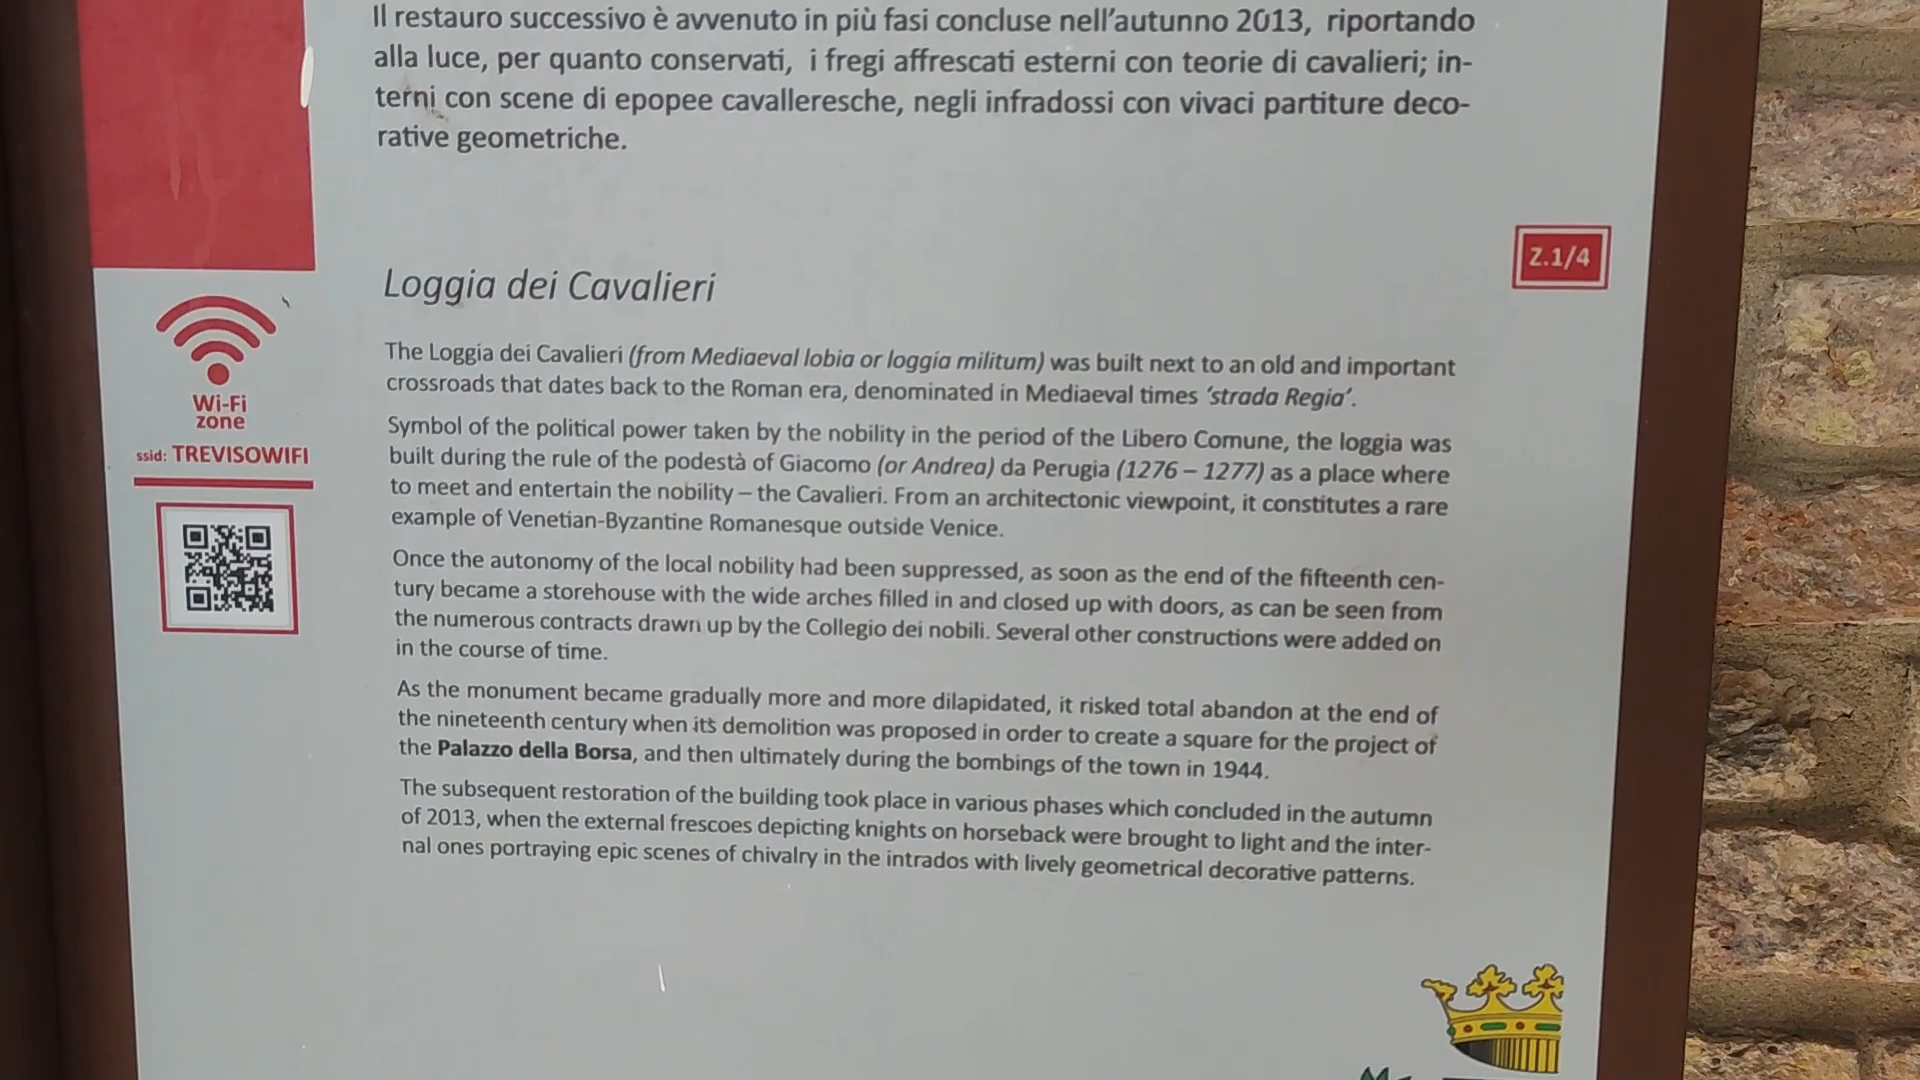 Il restauro successivo è avvenuto in più fasi concluse nell'autunno 2013, riportando
alla luce, per quanto conservati, i fregi affrescati esterni con teorie di cavalieri; in-
terni con scene di epopee cavalleresche, negli infradossi con vivaci partiture deco-
rative geometriche.
Z.1/4
Loggia dei Cavalieri
Wi-Fi
zone
ssid: TREVISOWIFI
The Loggia dei Cavalieri (from Mediaeval lobia or loggia militum) was built next to an old and important
crossroads that dates back to the Roman era, denominated in Mediaeval times 'strada Regia'.
Symbol of the political power taken by the nobility in the period of the Libero Comune, the loggia was
built during the rule of the podestà of Giacomo (or Andrea) da Perugia (1276 – 1277) as a place where
to meet and entertain the nobility – the Cavalieri. From an architectonic viewpoint, it constitutes a rare
example of Venetian-Byzantine Romanesque outside Venice.
Once the autonomy of the local nobility had been suppressed, as soon as the end of the fifteenth cen-
tury became a storehouse with the wide arches filled in and closed up with doors, as can be seen from
the numerous contracts drawn up by the Collegio dei nobili. Several other constructions were added on
in the course of time.
As the monument became gradually more and more dilapidated, it risked total abandon at the end of
the nineteenth century when its demolition was proposed in order to create a square for the project of
the Palazzo della Borsa, and then ultimately during the bombings of the town in 1944.
The subsequent restoration of the building took place in various phases which concluded in the autumn
of 2013, when the external frescoes depicting knights on horseback were brought to light and the inter-
nal ones portraying epic scenes of chivalry in the intrados with lively geometrical decorative patterns.